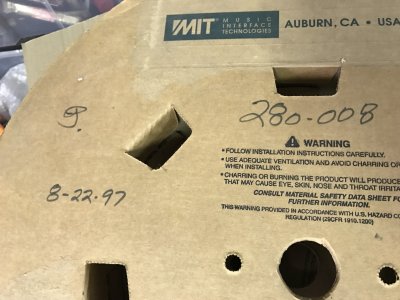 MIT MUSIC
INTERFACE
TECHNOLOGIES
AUBURN, CA • USA
280-008
8-22-97
WARNING
• FOLLOW INSTALLATION INSTRUCTIONS CAREFULLY.
• USE ADEQUATE VENTILATION AND AVOID CHARRING OR
WHEN INSTALLING.
• CHARRING OR BURNING THE PRODUCT WILL PRODUCE
THAT MAY CAUSE EYE, SKIN, NOSE AND THROAT IRRITA
CONSULT MATERIAL SAFETY DATA SHEET FO
FURTHER INFORMATION.
THIS WARNING PROVIDED IN ACCORDANCE WITH U.S. HAZARD CO
REGULATION (29CFR 1910.1200)